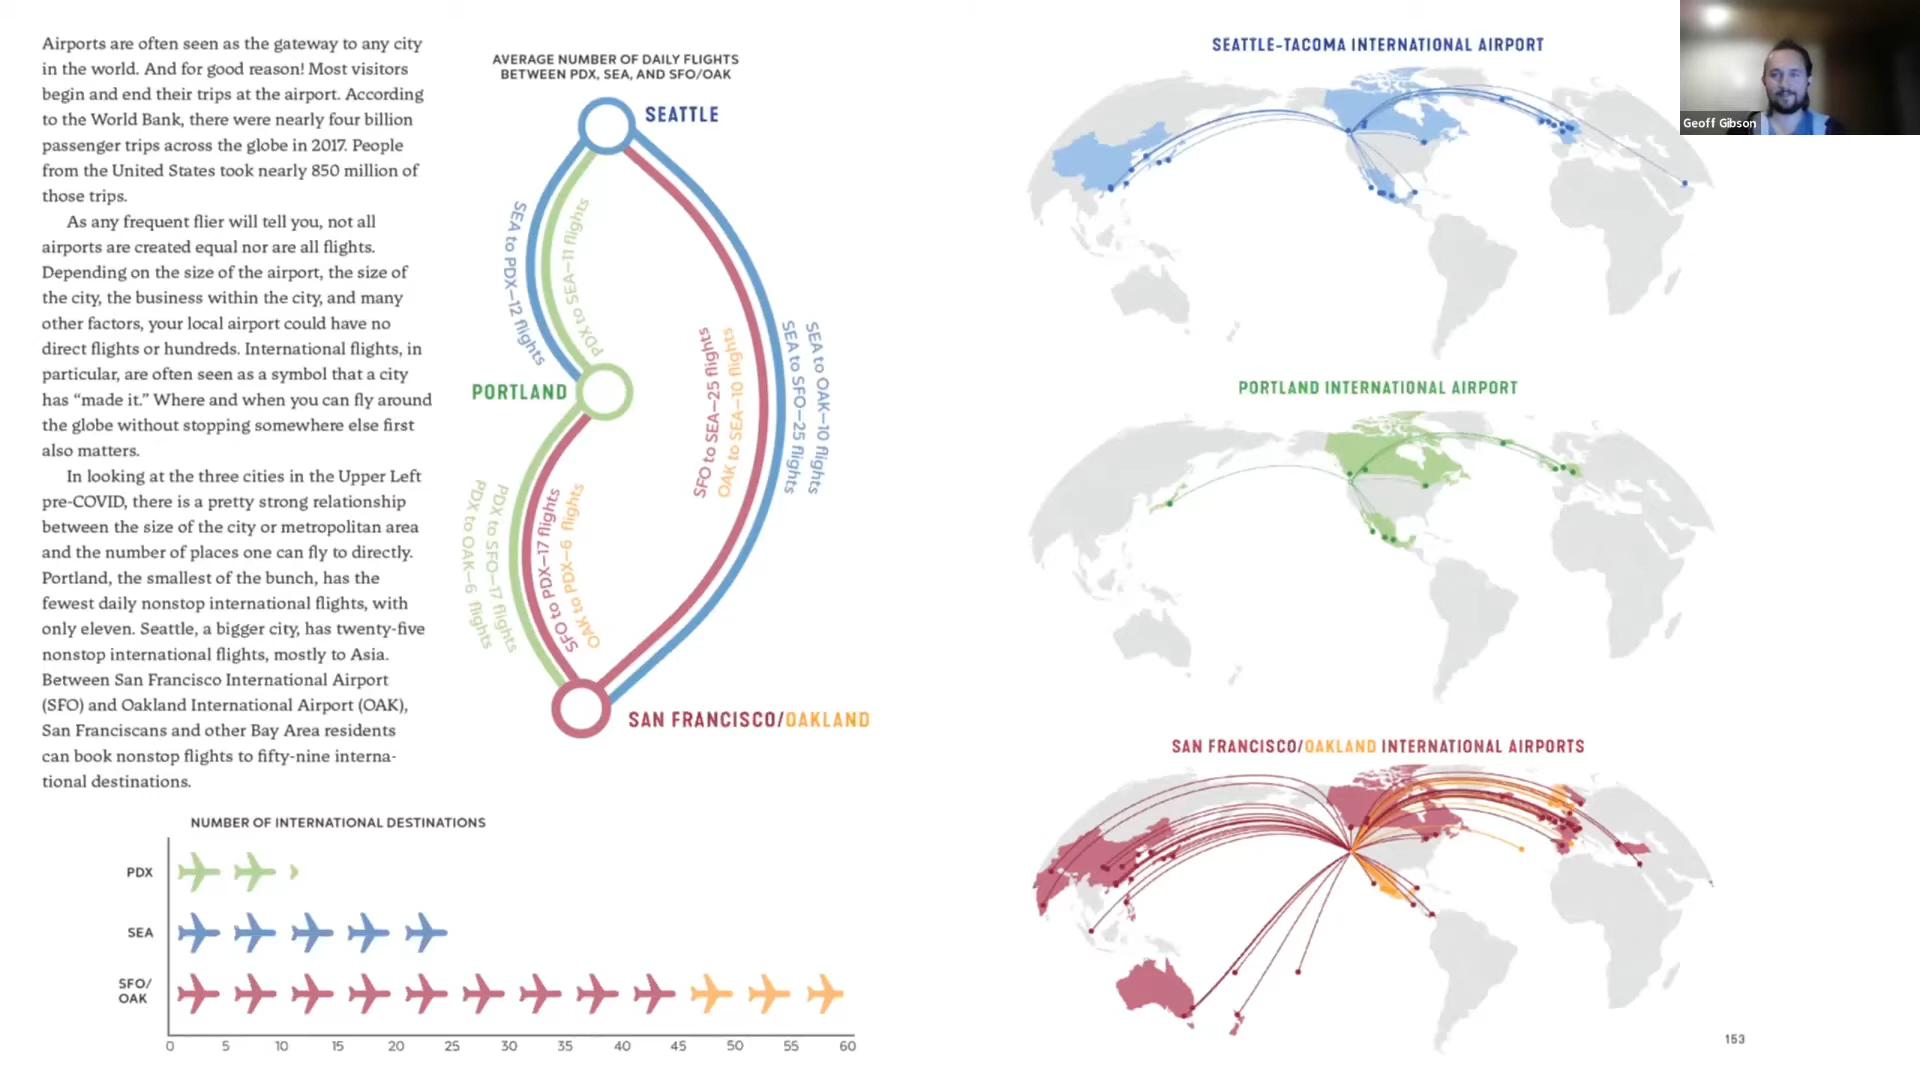 Airports are often seen as the gateway to any city
in the world. And for good reason! Most visitors
begin and end their trips at the airport. According
to the World Bank, there were nearly four billion
passenger trips across the globe in 2017. People
from the United States took nearly 850 million of
those trips.
As any frequent flier will tell you, not all
airports are created equal nor are all flights.
Depending on the size of the airport, the size of
the city, the business within the city, and many
other factors, your local airport could have no
direct flights or hundreds. International flights, in
particular, are often seen as a symbol that a city
has “made it.” Where and when you can fly around
the globe without stopping somewhere else first
also matters.
In looking at the three cities in the Upper Left
pre-COVID, there is a pretty strong relationship
between the size of the city or metropolitan area
and the number of places one can fly to directly.
Portland, the smallest of the bunch, has the
fewest daily nonstop international flights, with
only eleven. Seattle, a bigger city, has twenty-five
nonstop international flights, mostly to Asia.
Between San Francisco International Airport
(SFO) and Oakland International Airport (OAK),
San Franciscans and other Bay Area residents
can book nonstop flights to fifty-nine interna-
tional destinations.
AVERAGE NUMBER OF DAILY FLIGHTS
BETWEEN PDX, SEA, AND SFO/OAK
SEATTLE
SEA to PDX–12 flights
PDX to SEA–11 flights
PORTLAND
SFO to SEA–25 flights
OAK to SEA–10 flights
SEA to SFO–25 flights
SEA to OAK–10 flights
PDX to OAK–6 flights
PDX to SFO–17 flights
SFO to PDX–17 flights
OAK to PDX–6 flights
SAN FRANCISCO/OAKLAND
NUMBER OF INTERNATIONAL DESTINATIONS
PDX
SEA
SFO/
OAK
0 5 10 15 20 25 30 35 40 45 50 55 60
SEATTLE-TACOMA INTERNATIONAL AIRPORT
PORTLAND INTERNATIONAL AIRPORT
SAN FRANCISCO/OAKLAND INTERNATIONAL AIRPORTS
153
Geoff Gibson